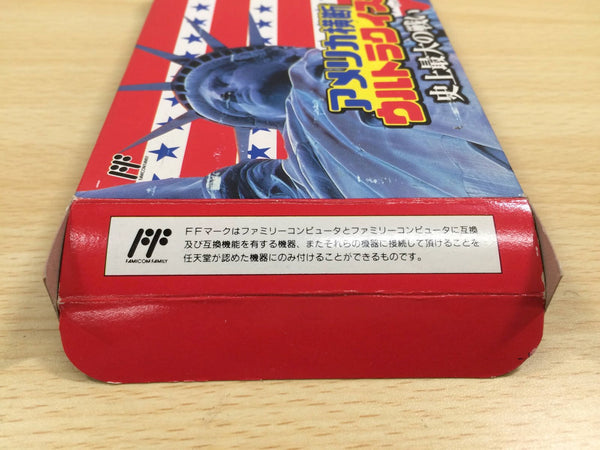 アメリカ横断
ウルトラクイズ
史上最大の戦い
FF
FAMICOM FAMILY
FF
FAMICOM FAMILY
FFマークはファミリーコンピュータとファミリーコンピュータに互換
及び互換機能を有する機器、またそれらの機器に接続して頂けることを
任天堂が認めた機器にのみ付けることができるものです。